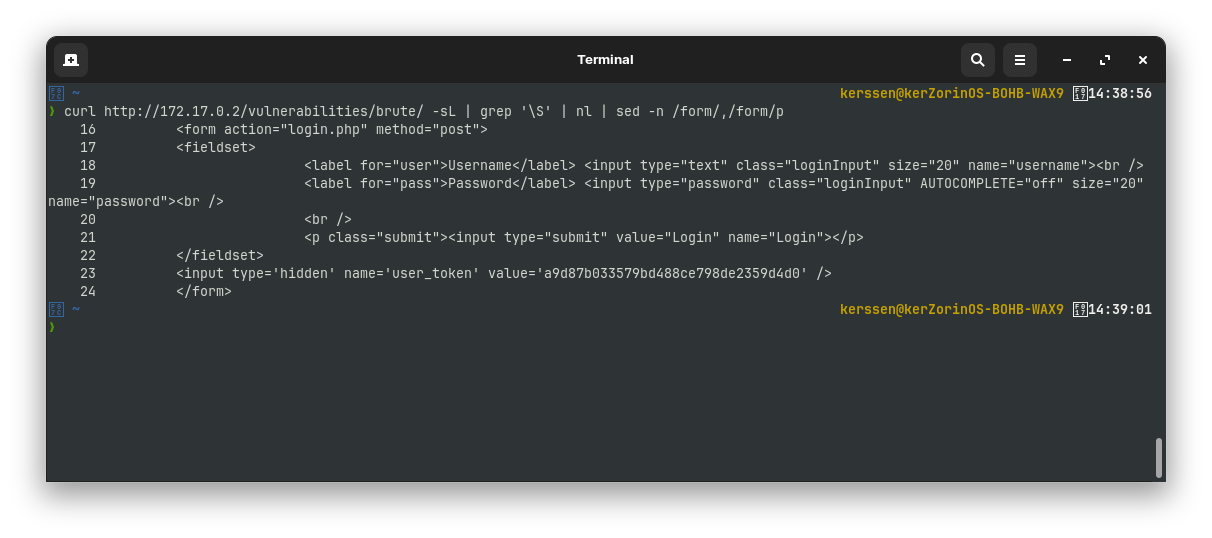 Terminal
~ kerssen@kerZorinOS-BOHB-WAX9 14:38:56
❯ curl http://172.17.0.2/vulnerabilities/brute/ -sL | grep '\S' | nl | sed -n /form/,/form/p
16 <form action="login.php" method="post">
17 <fieldset>
18 <label for="user">Username</label> <input type="text" class="loginInput" size="20" name="username"><br />
19 <label for="pass">Password</label> <input type="password" class="loginInput" AUTOCOMPLETE="off" size="20"
name="password"><br />
20 <br />
21 <p class="submit"><input type="submit" value="Login" name="Login"></p>
22 </fieldset>
23 <input type='hidden' name='user_token' value='a9d87b033579bd488ce798de2359d4d0' />
24 </form>
~ kerssen@kerZorinOS-BOHB-WAX9 14:39:01
❯